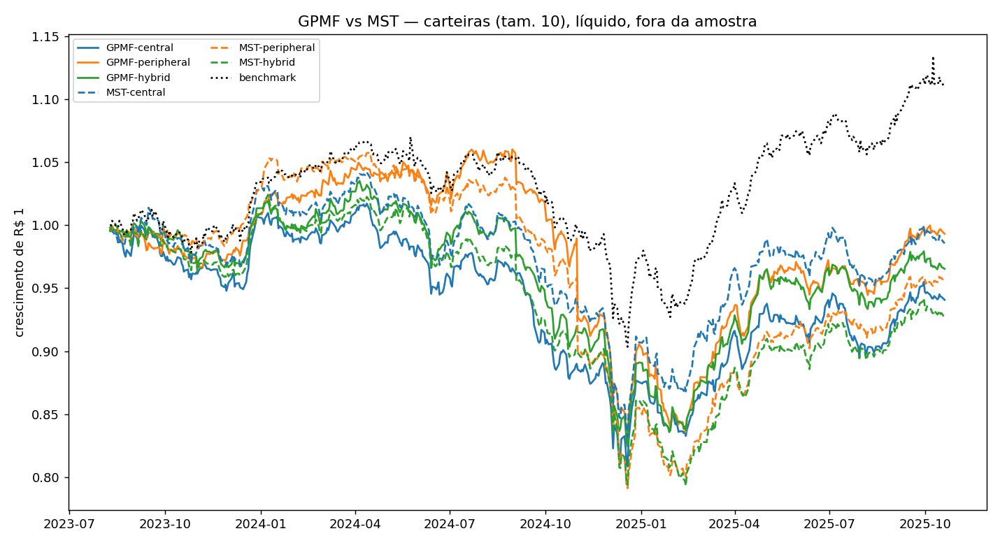 GPMF vs MST — carteiras (tam. 10), líquido, fora da amostra
crescimento de R$ 1
1.15
1.10
1.05
1.00
0.95
0.90
0.85
0.80
GPMF-central
GPMF-peripheral
GPMF-hybrid
MST-central
MST-peripheral
MST-hybrid
benchmark
2023-07 2023-10 2024-01 2024-04 2024-07 2024-10 2025-01 2025-04 2025-07 2025-10